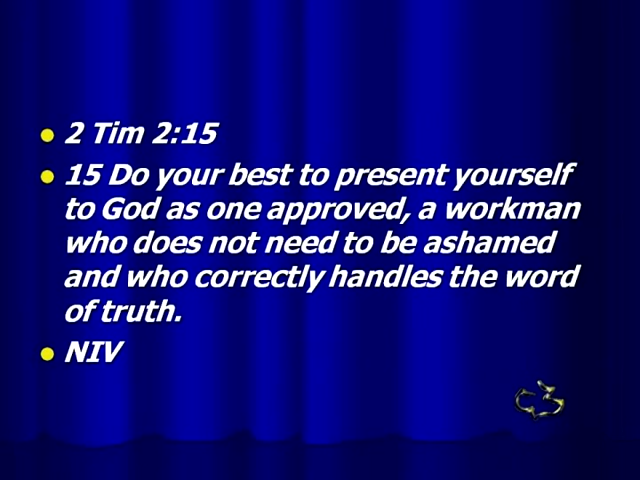 2 Tim 2:15
15 Do your best to present yourself
to God as one approved, a workman
who does not need to be ashamed
and who correctly handles the word
of truth.
NIV